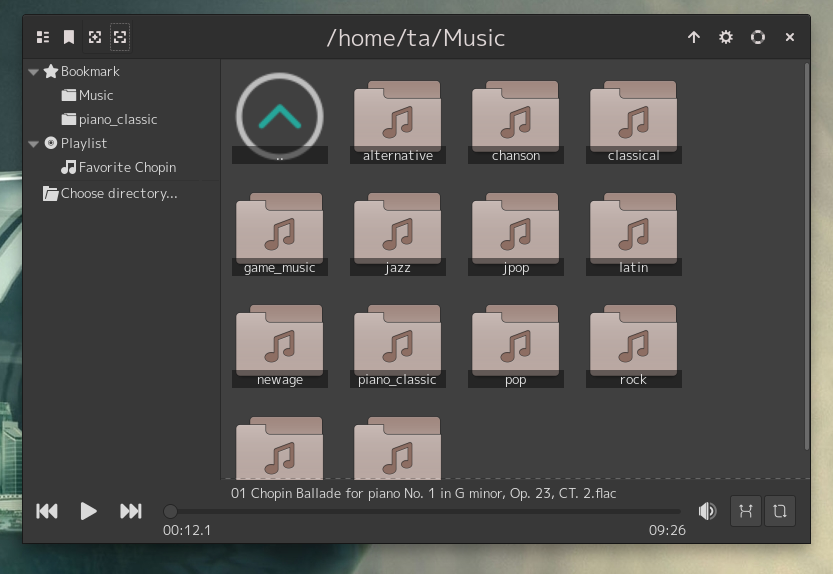 /home/ta/Music
Bookmark
Music
piano_classic
Playlist
Favorite Chopin
Choose directory...
..
alternative
chanson
classical
game_music
jazz
jpop
latin
newage
piano_classic
pop
rock
01 Chopin Ballade for piano No. 1 in G minor, Op. 23, CT. 2.flac
00:12.1
09:26